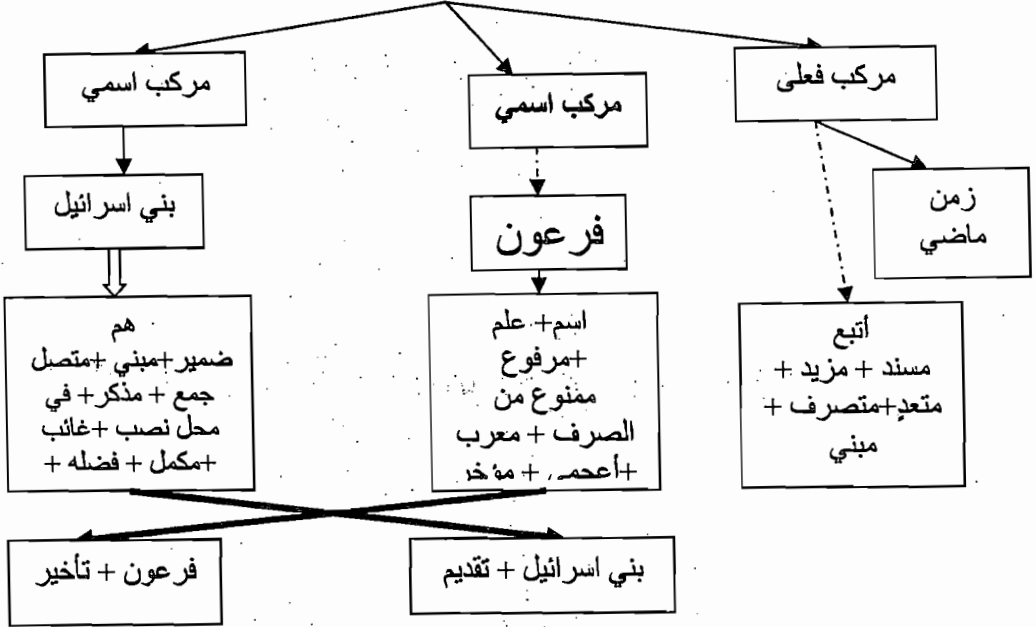 مركب فعلى
مركب اسمي
مركب اسمي
زمن
ماضي
فرعون
بني اسرائيل
أتبع
مسند + مزيد +
متعدٍ+متصرف +
مبني
اسم+ علم
+مرفوع
ممنوع من
الصرف + معرب
+أعجمي + مؤخر
هم
ضمير+مبني +متصل
جمع + مذكر+ في
محل نصب +غائب
+مكمل + فضله +
بني اسرائيل + تقديم
فرعون + تأخير